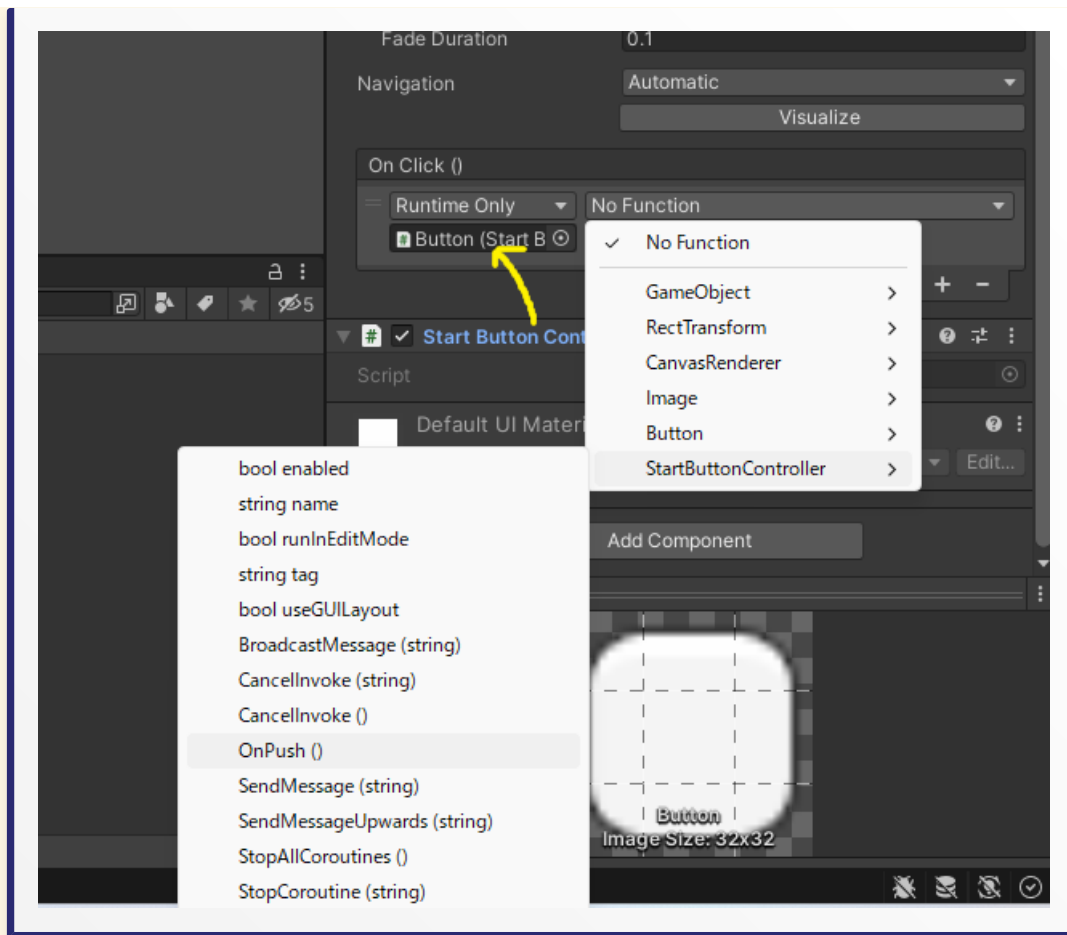 Fade Duration 0.1
Navigation Automatic
Visualize
On Click ()
Runtime Only No Function
Button (Start B
No Function
GameObject
RectTransform
CanvasRenderer
Image
Button
StartButtonController
5
# Start Button Cont
Script
Default UI Materi
Edit...
bool enabled
string name
bool runInEditMode
string tag
bool useGUILayout
BroadcastMessage (string)
CancelInvoke (string)
CancelInvoke ()
OnPush ()
SendMessage (string)
SendMessageUpwards (string)
StopAllCoroutines ()
StopCoroutine (string)
Add Component
Button
Image Size: 32x32